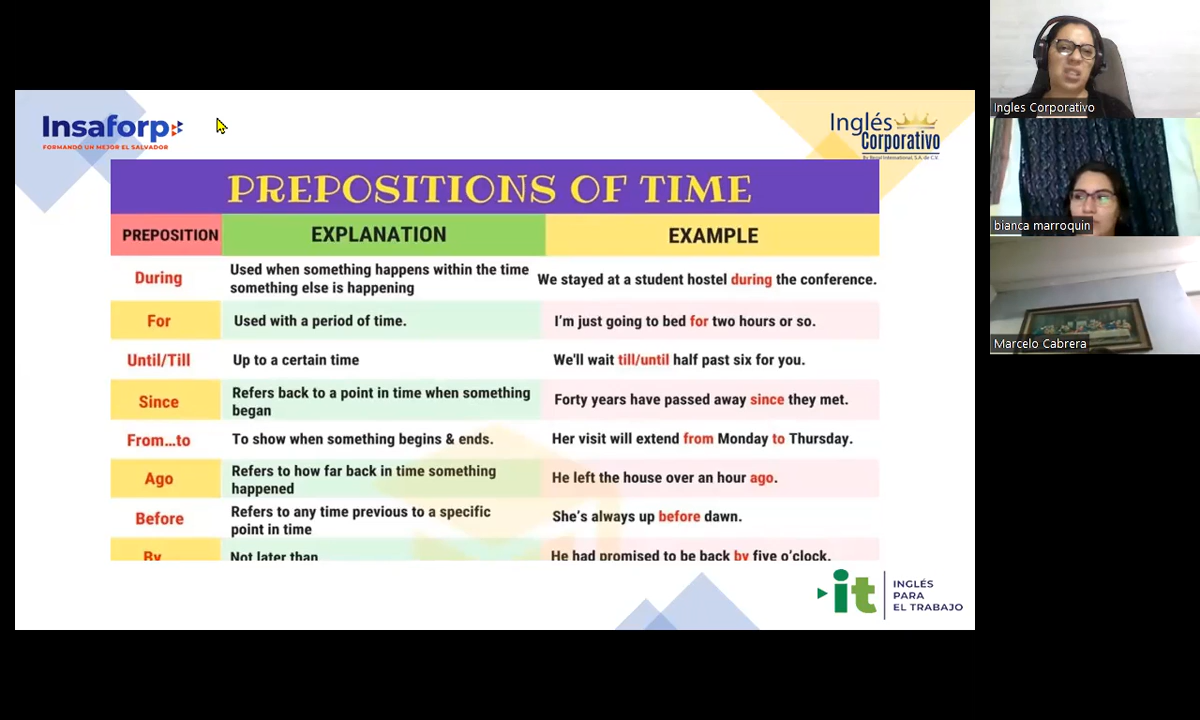 Insaforp
FORMANDO UN MEJOR EL SALVADOR
Inglés
Corporativo
By Recal International, S.A. de C.V.
PREPOSITIONS OF TIME
PREPOSITION EXPLANATION EXAMPLE
During
Used when something happens within the time
something else is happening
We stayed at a student hostel during the conference.
For
Used with a period of time.
I'm just going to bed for two hours or so.
Until/Till
Up to a certain time
We'll wait till/until half past six for you.
Since
Refers back to a point in time when something
began
Forty years have passed away since they met.
From...to
To show when something begins & ends.
Her visit will extend from Monday to Thursday.
Ago
Refers to how far back in time something
happened
He left the house over an hour ago.
Before
Refers to any time previous to a specific
point in time
She's always up before dawn.
By
Not later than
He had promised to be back by five o'clock.
it
INGLÉS
PARA
EL TRABAJO
Ingles Corporativo
bianca marroquin
Marcelo Cabrera